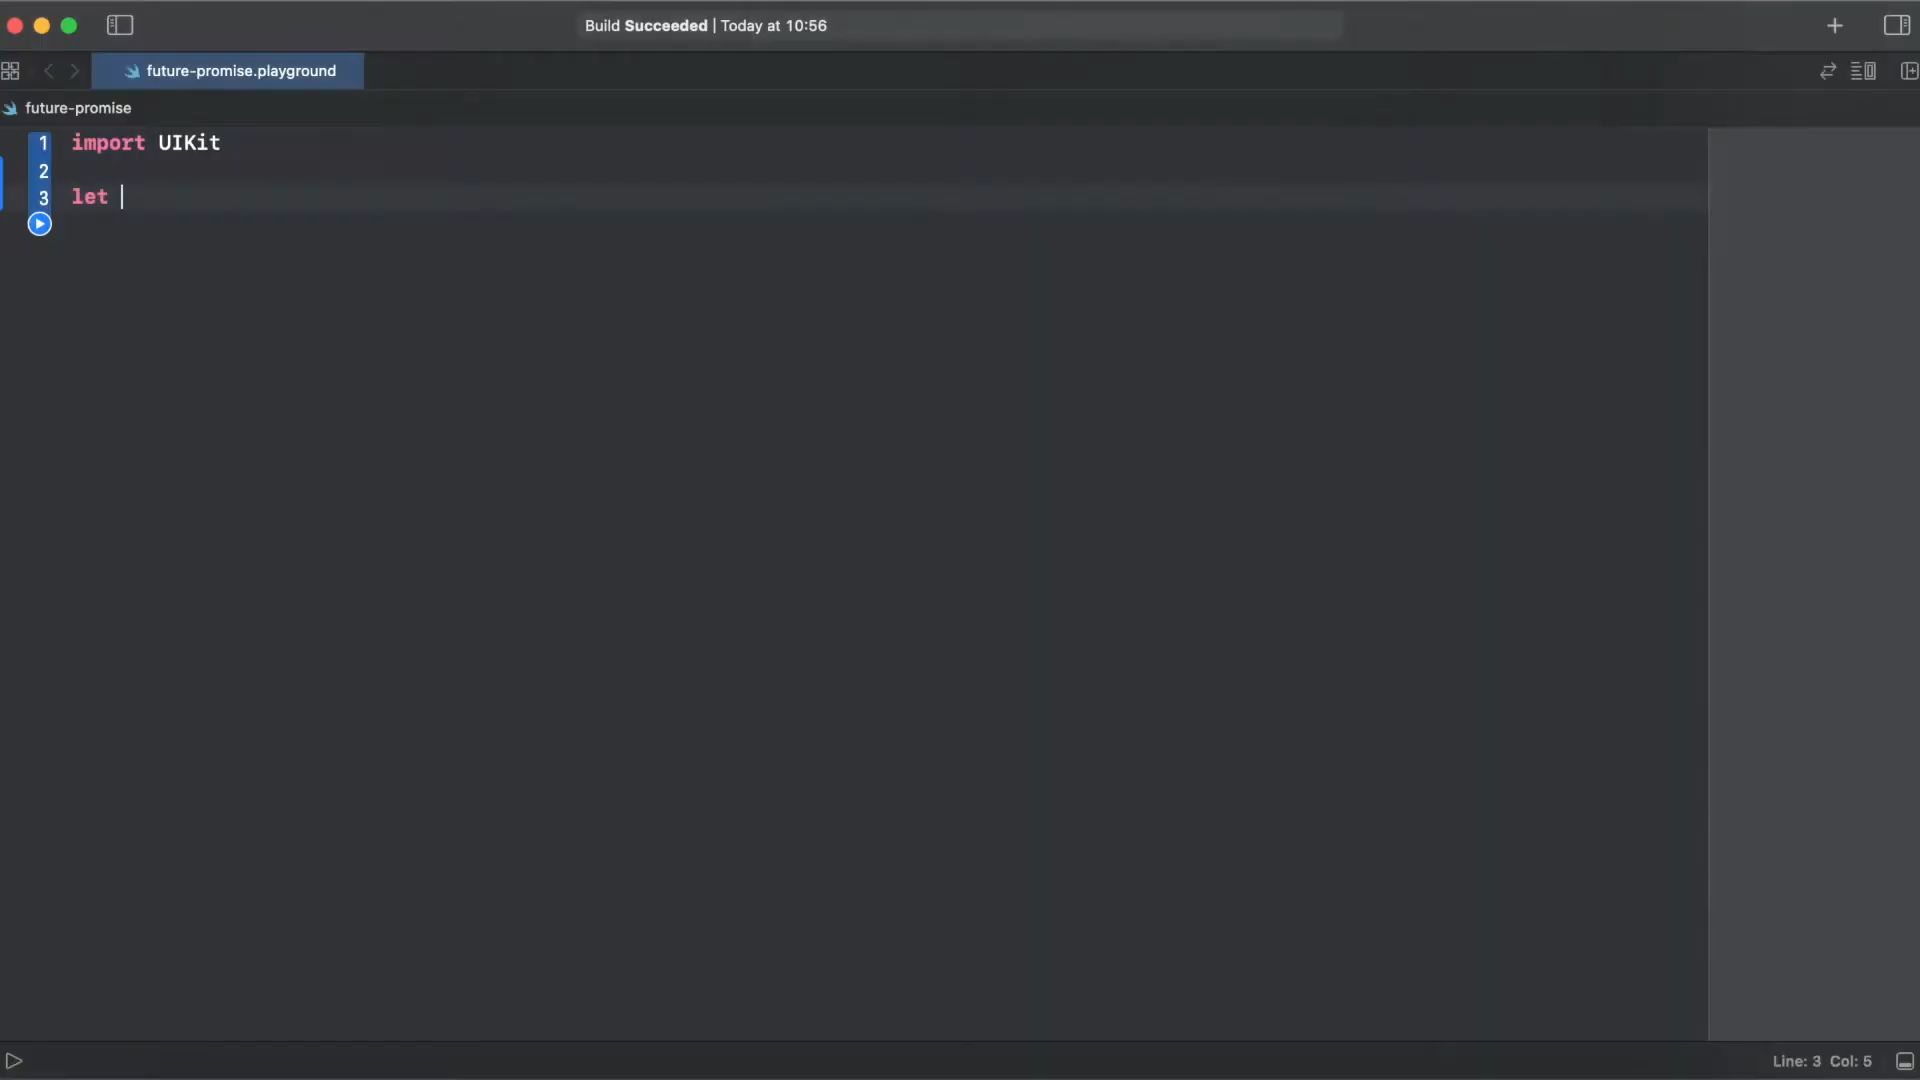 Build Succeeded | Today at 10:56
future-promise.playground
future-promise
1 import UIKit
2
3 let
Line: 3 Col: 5